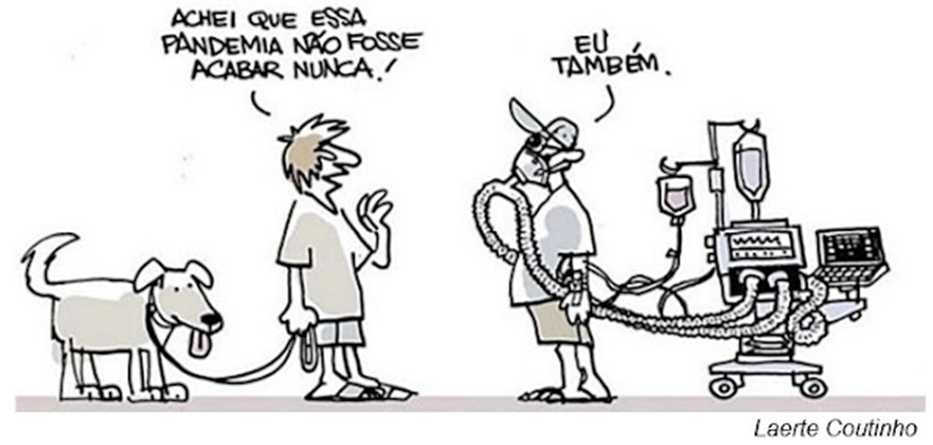 ACHEI QUE ESSA
PANDEMIA NÃO FOSSE
ACABAR NUNCA.!
EU
TAMBÉM.
Laerte Coutinho